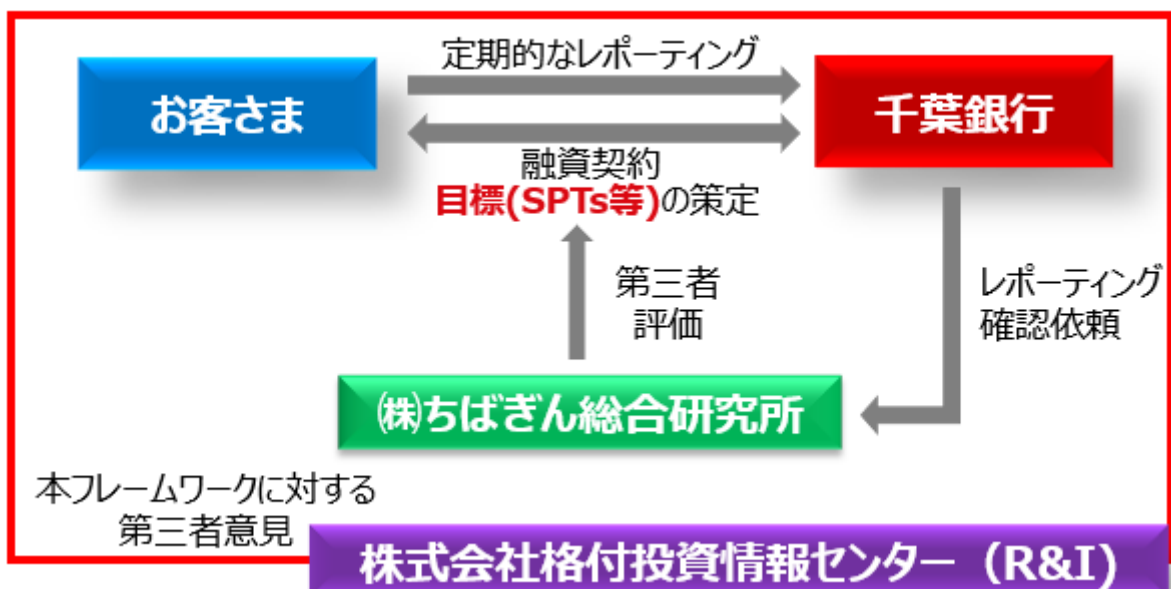 定期的なレポーティング
お客さま
千葉銀行
融資契約
目標(SPTs等)の策定
第三者
評価
レポーティング
確認依頼
㈱ちばぎん総合研究所
本フレームワークに対する
第三者意見
株式会社格付投資情報センター（R&I）